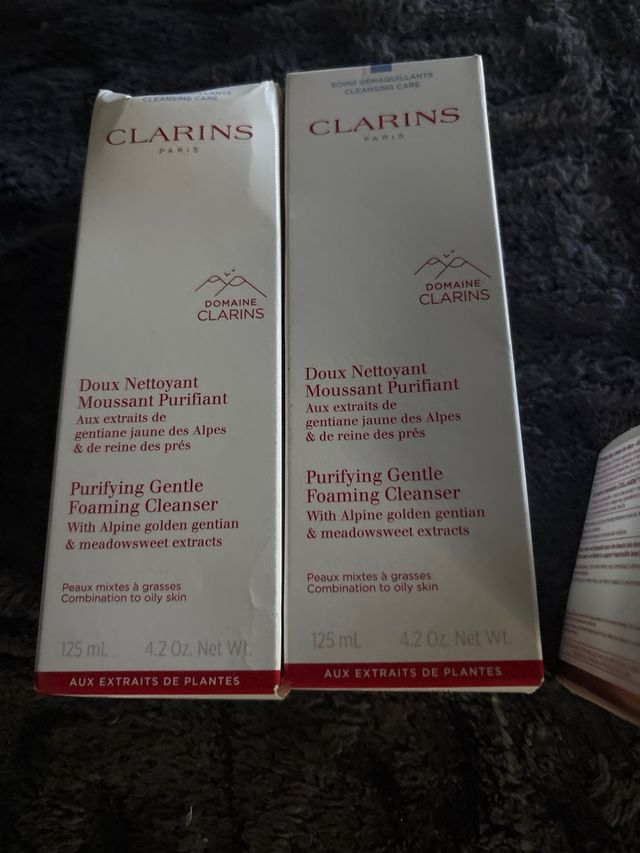 CLEANSING CARE
CLARINS
PARIS
DOMAINE
CLARINS
Doux Nettoyant
Moussant Purifiant
Aux extraits de
gentiane jaune des Alpes
& de reine des prés
Purifying Gentle
Foaming Cleanser
With Alpine golden gentian
& meadowsweet extracts
Peaux mixtes à grasses
Combination to oily skin
125 mL 4.2 Oz. Net Wt.
AUX EXTRAITS DE PLANTES
SOINS DÉMAQUILLANTS
CLEANSING CARE
CLARINS
PARIS
DOMAINE
CLARINS
Doux Nettoyant
Moussant Purifiant
Aux extraits de
gentiane jaune des Alpes
& de reine des prés
Purifying Gentle
Foaming Cleanser
With Alpine golden gentian
& meadowsweet extracts
Peaux mixtes à grasses
Combination to oily skin
125 mL 4.2 Oz. Net Wt.
AUX EXTRAITS DE PLANTES